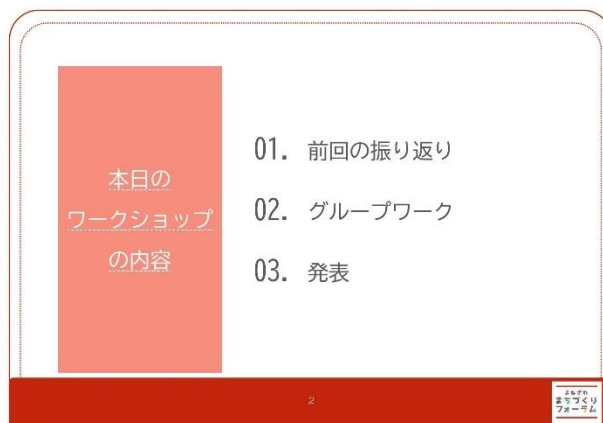 本日の
ワークショップ
の内容
01. 前回の振り返り
02. グループワーク
03. 発表
2
まちづくり
フォーラム